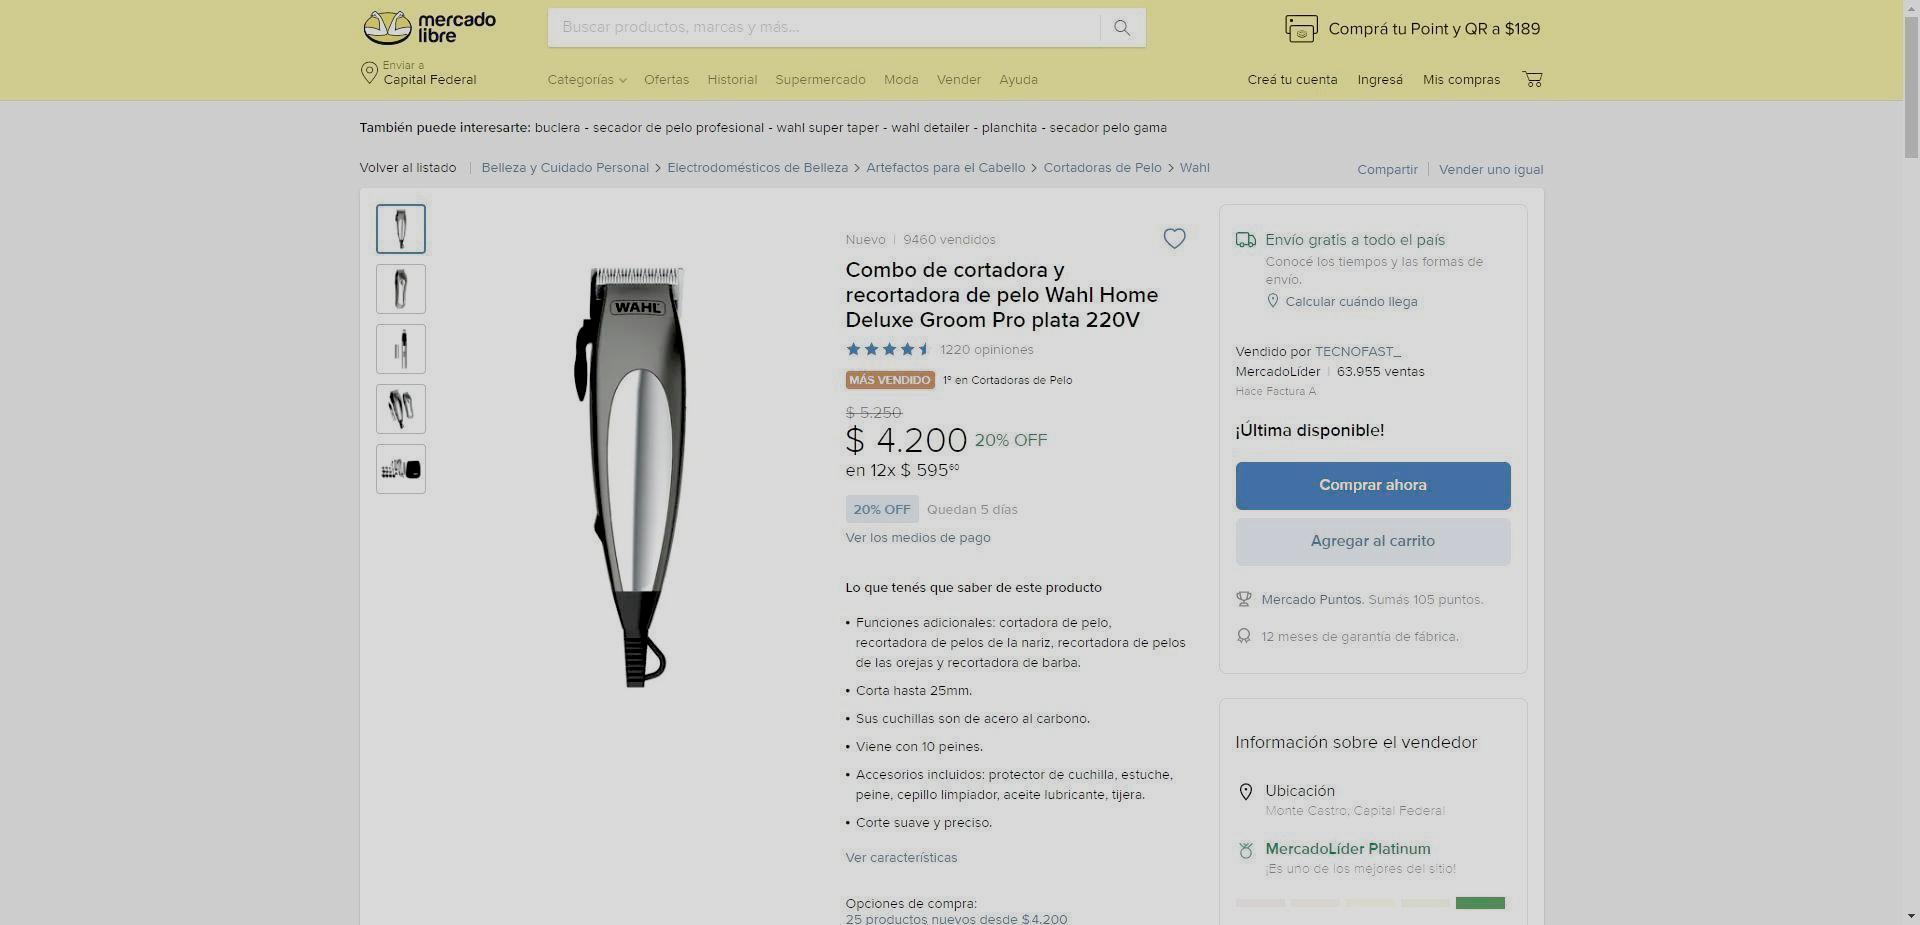 mercado
libre
Buscar productos, marcas y más...
Comprá tu Point y QR a $189
Enviar a
Capital Federal
Categorías
Ofertas
Historial
Supermercado
Moda
Vender
Ayuda
Creá tu cuenta
Ingresá
Mis compras
También puede interesarte: buclera - secador de pelo profesional - wahl super taper - wahl detailer - planchita - secador pelo gama
Volver al listado | Belleza y Cuidado Personal > Electrodomésticos de Belleza > Artefactos para el Cabello > Cortadoras de Pelo > Wahl
Compartir | Vender uno igual
WAHL
Nuevo | 9460 vendidos
Combo de cortadora y
recortadora de pelo Wahl Home
Deluxe Groom Pro plata 220V
1220 opiniones
MÁS VENDIDO 1º en Cortadoras de Pelo
$ 5.250
$ 4.200 20% OFF
en 12x $ 595⁶⁰
20% OFF Quedan 5 días
Ver los medios de pago
Lo que tenés que saber de este producto
• Funciones adicionales: cortadora de pelo,
recortadora de pelos de la nariz, recortadora de pelos
de las orejas y recortadora de barba.
• Corta hasta 25mm.
• Sus cuchillas son de acero al carbono.
• Viene con 10 peines.
• Accesorios incluidos: protector de cuchilla, estuche,
peine, cepillo limpiador, aceite lubricante, tijera.
• Corte suave y preciso.
Ver características
Opciones de compra:
25 productos nuevos desde $4.200
Envío gratis a todo el país
Conocé los tiempos y las formas de
envío.
Calcular cuándo llega
Vendido por TECNOFAST_
MercadoLíder | 63.955 ventas
Hace Factura A
¡Última disponible!
Comprar ahora
Agregar al carrito
Mercado Puntos. Sumás 105 puntos.
12 meses de garantía de fábrica.
Información sobre el vendedor
Ubicación
Monte Castro, Capital Federal
MercadoLíder Platinum
¡Es uno de los mejores del sitio!